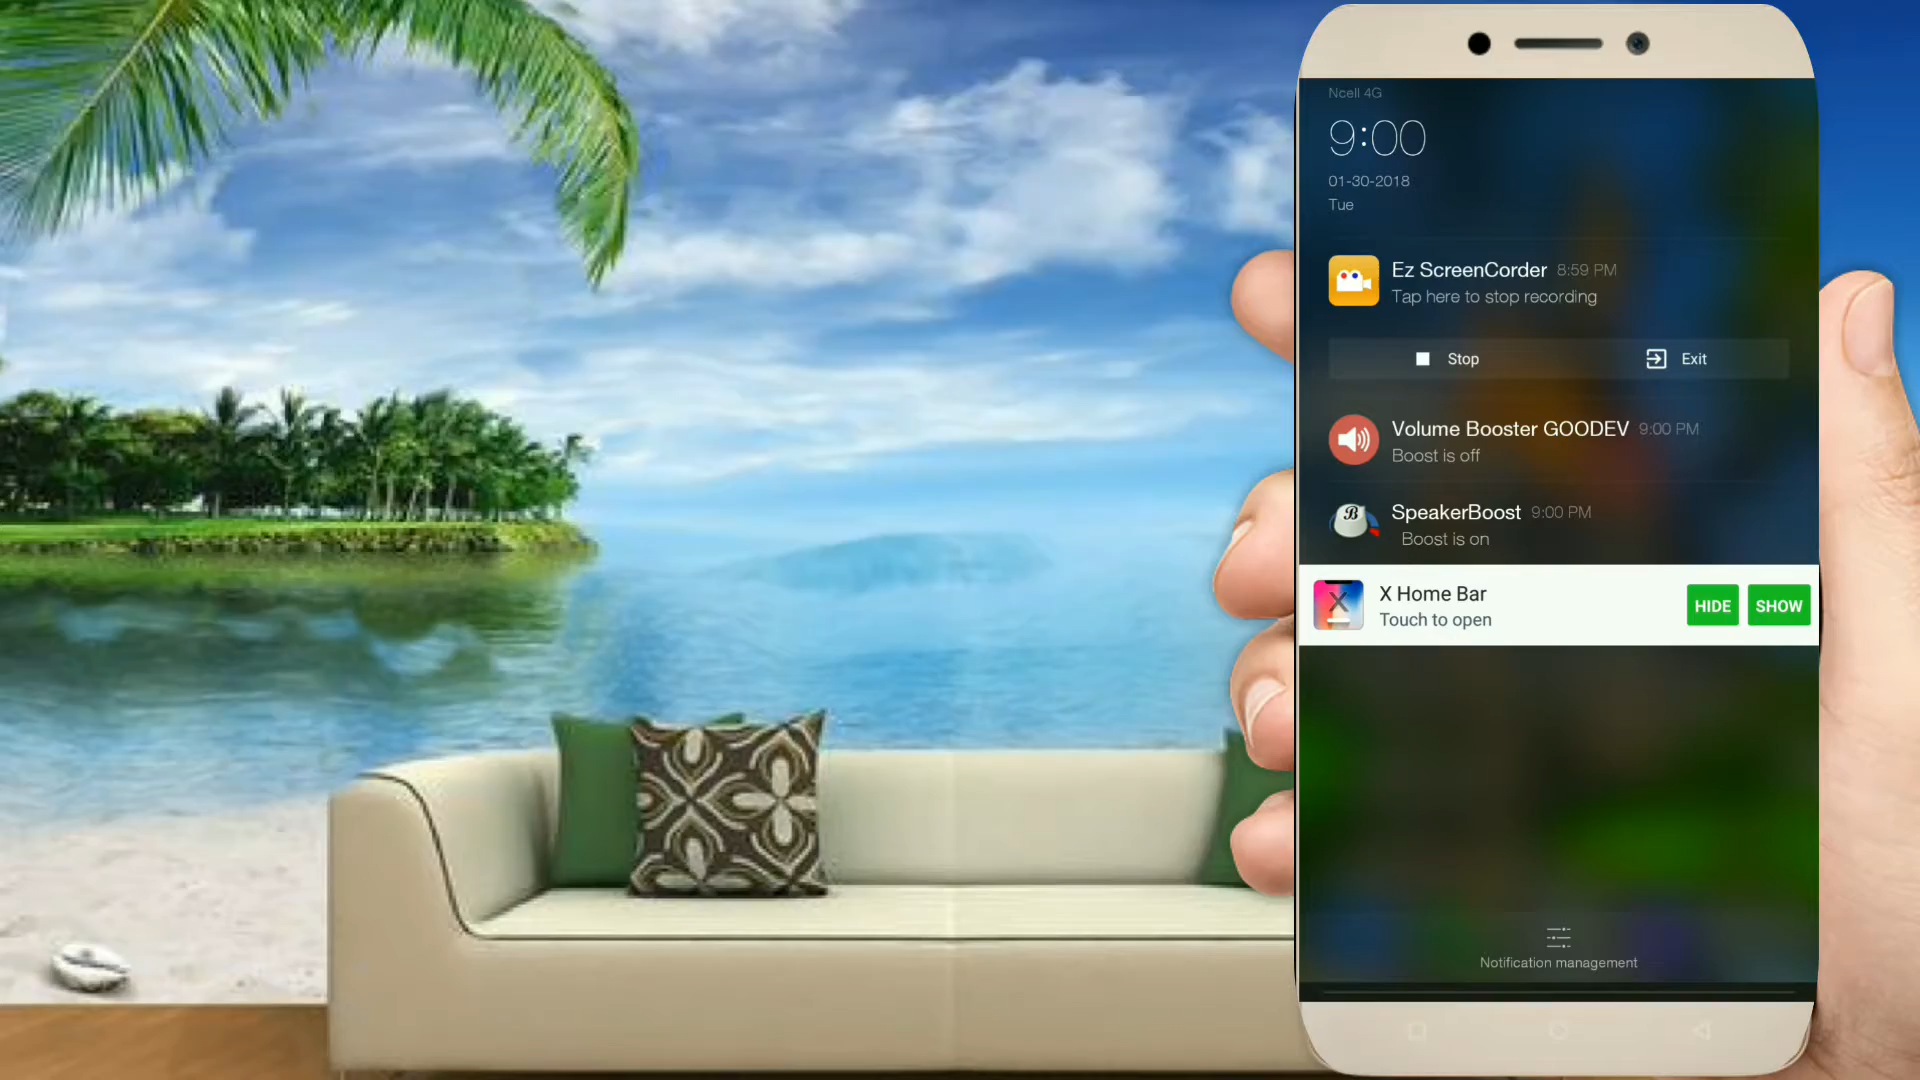 Ncell 4G
9:00
01-30-2018
Tue
Ez ScreenCorder 8:59 PM
Tap here to stop recording
Stop Exit
Volume Booster GOODEV 9:00 PM
Boost is off
B
SpeakerBoost 9:00 PM
Boost is on
X
X Home Bar
Touch to open
HIDE SHOW
Notification management